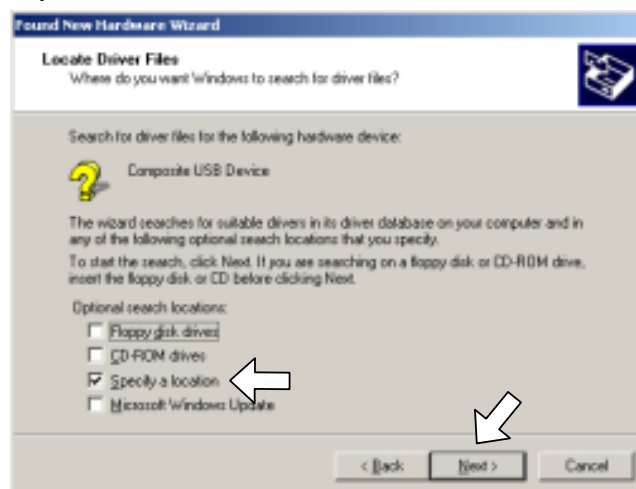 Found New Hardware Wizard
Locate Driver Files
Where do you want Windows to search for driver files?
Search for driver files for the following hardware device:
Composite USB Device
The wizard searches for suitable drivers in its driver database on your computer and in
any of the following optional search locations that you specify.
To start the search, click Next. If you are searching on a floppy disk or CD-ROM drive,
insert the floppy disk or CD before clicking Next.
Optional search locations:
Floppy disk drives
CD-ROM drives
Specify a location
Microsoft Windows Update
< Back Next > Cancel